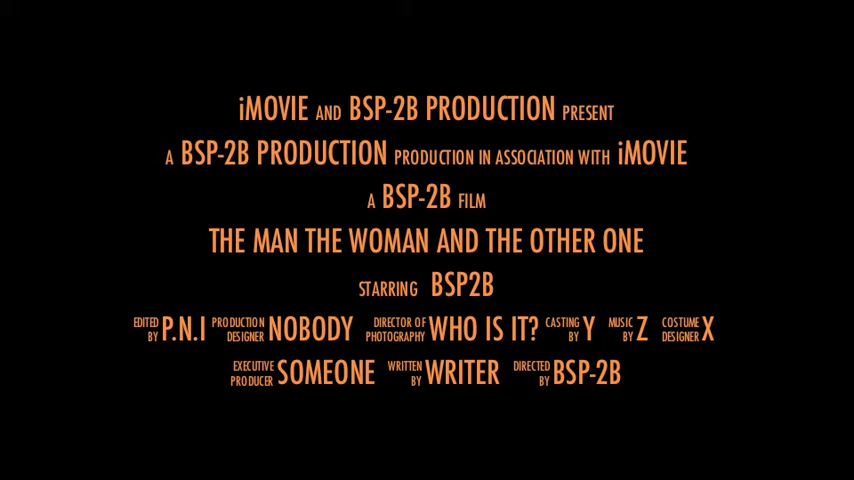 iMOVIE AND BSP-2B PRODUCTION PRESENT
A BSP-2B PRODUCTION PRODUCTION IN ASSOCIATION WITH iMOVIE
A BSP-2B FILM
THE MAN THE WOMAN AND THE OTHER ONE
STARRING BSP2B
EDITED BY P.N.I PRODUCTION DESIGNER NOBODY DIRECTOR OF PHOTOGRAPHY WHO IS IT? CASTING BY Y MUSIC BY Z COSTUME DESIGNER X
EXECUTIVE PRODUCER SOMEONE WRITTEN BY WRITER DIRECTED BY BSP-2B